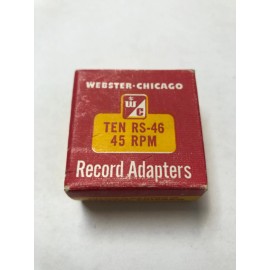 WEBSTER-CHICAGO
W
C
TEN RS-46
45 RPM
Record Adapters